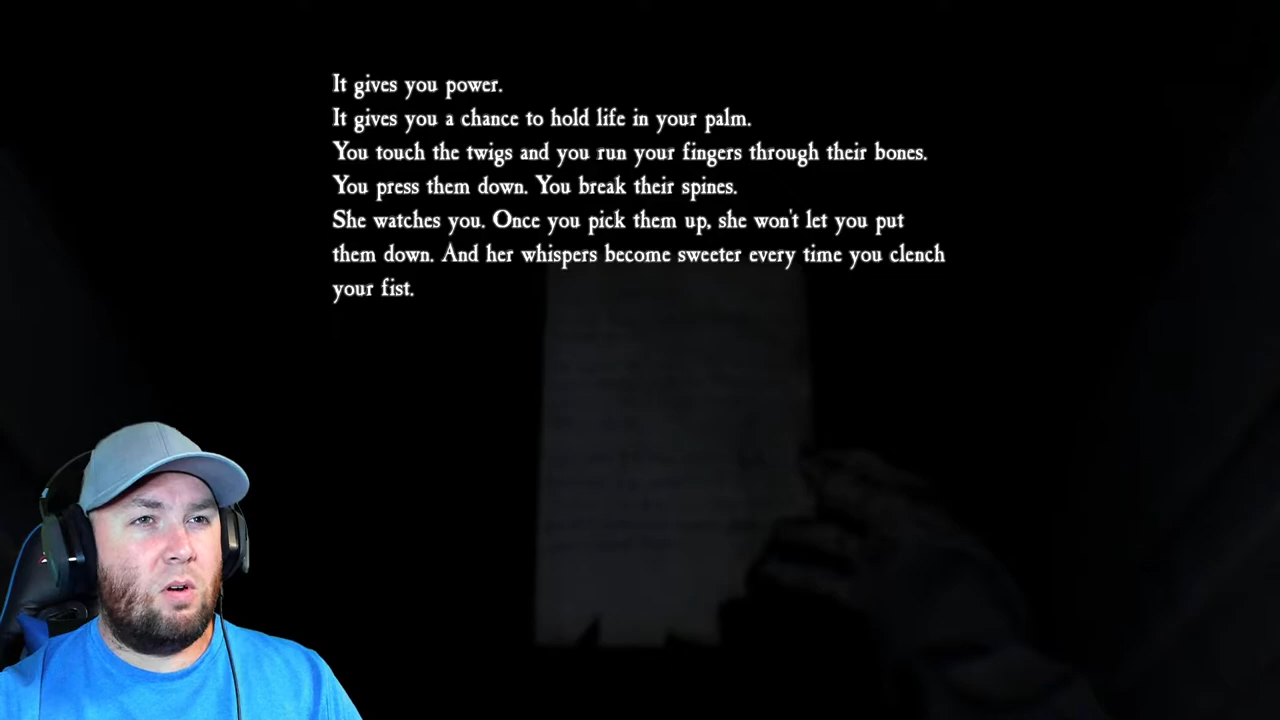 It gives you power.
It gives you a chance to hold life in your palm.
You touch the twigs and you run your fingers through their bones.
You press them down. You break their spines.
She watches you. Once you pick them up, she won't let you put
them down. And her whispers become sweeter every time you clench
your fist.